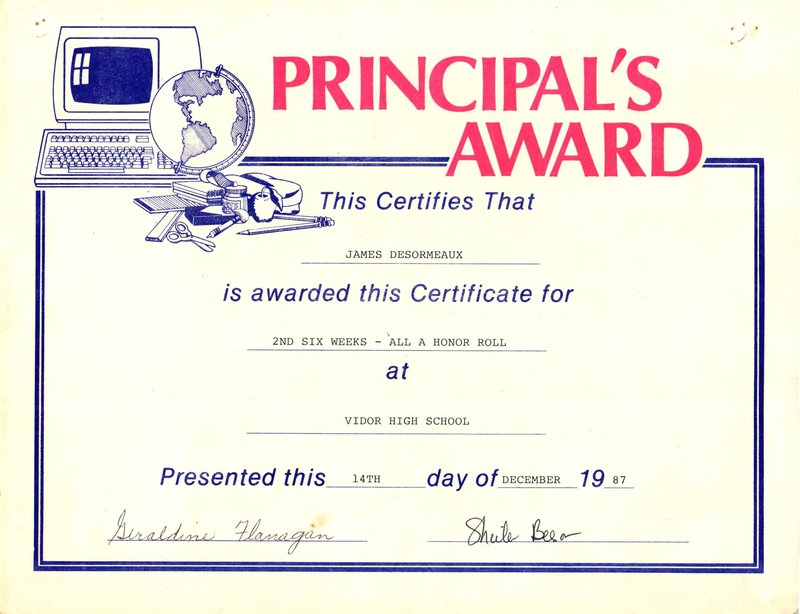 PRINCIPAL'S
AWARD
This Certifies That
JAMES DESORMEAUX
is awarded this Certificate for
2ND SIX WEEKS - ALL A HONOR ROLL
at
VIDOR HIGH SCHOOL
Presented this 14TH day of DECEMBER 19 87
Geraldine Flanagan